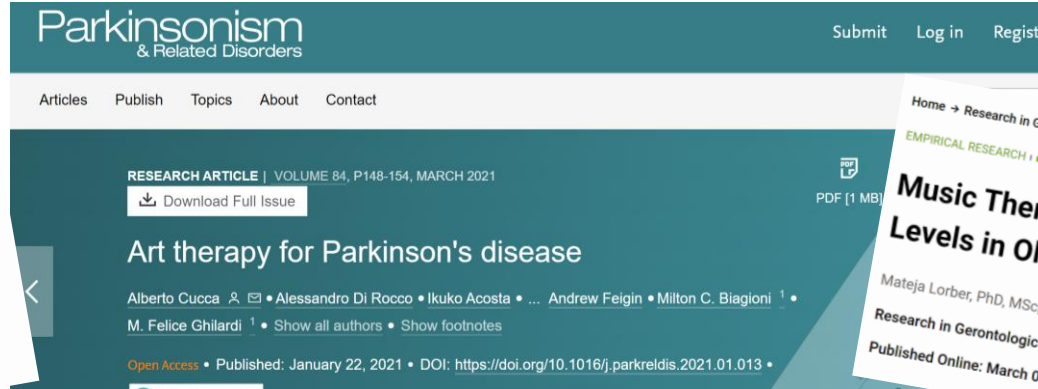 Parkinsonism
& Related Disorders
Submit Log in
Articles Publish Topics About Contact
RESEARCH ARTICLE | VOLUME 84, P148-154, MARCH 2021
Download Full Issue
PDF [1 MB]
Art therapy for Parkinson's disease
Alberto Cucca • Alessandro Di Rocco • Ikuko Acosta • ... Andrew Feigin • Milton C. Biagioni 1 •
M. Felice Ghilardi 1 • Show all authors • Show footnotes
Open Access • Published: January 22, 2021 • DOI: https://doi.org/10.1016/j.parkreldis.2021.01.013 •
Home → Research in
EMPIRICAL RESEARCH
Music
Levels in
Mateja Lorber, PhD, MSc,
Research in
Published Online: March